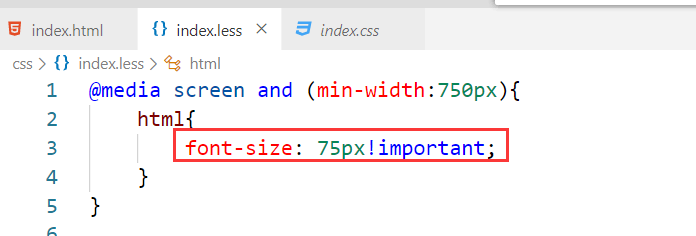 index.html
index.less
index.css
css > index.less > html
1 @media screen and (min-width:750px){
2 html{
3 font-size: 75px!important;
4 }
5 }
6